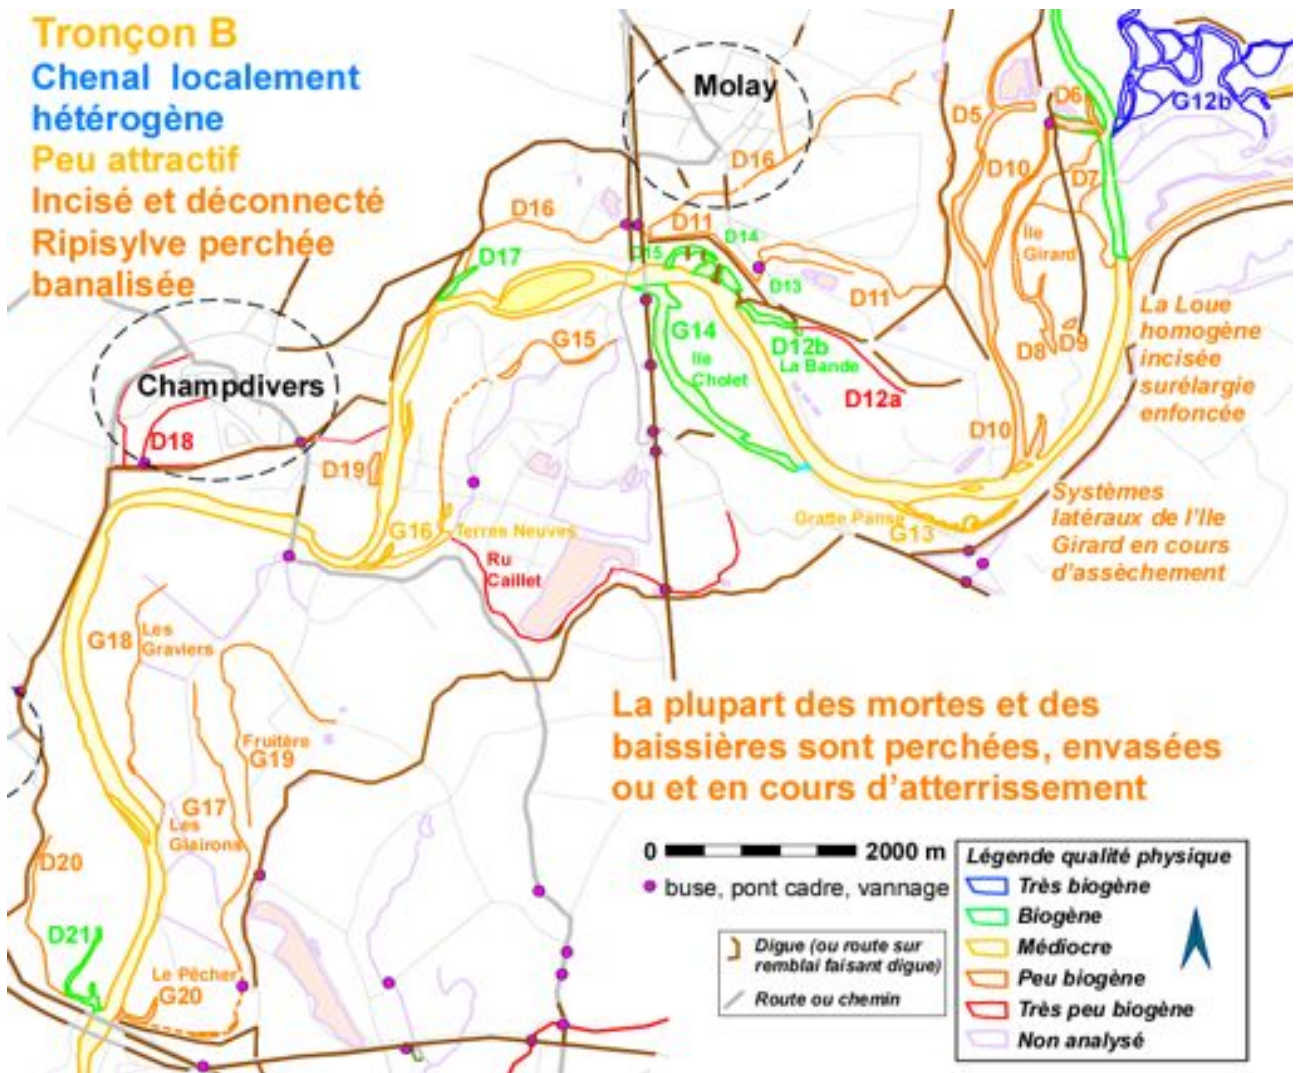 Tronçon B
Chenal localement
hétérogène
Peu attractif
Incisé et déconnecté
Ripisylve perchée
banalisée
Molay
D16
D5
D6
G12b
D10
D7
Île
Girard
D16
D11
D14
D15
D17
D13
D11
G14
Ile
Cholet
D12b
La Bande
D12a
D8
D9
La Loue
homogène
incisée
surélargie
enfoncée
G15
Champdivers
D18
D19
D10
G16
Terres Neuves
Gratte Panse
G13
Systèmes
latéraux de l'Ile
Girard en cours
d'assèchement
Ru
Caillet
G18
Les
Graviers
Fruitère
G19
G17
Les
Glairons
La plupart des mortes et des
baissières sont perchées, envasées
ou et en cours d'atterrissement
D20
D21
Le Pêcher
G20
0 2000 m
buse, pont cadre, vannage
Digue (ou route sur
remblai faisant digue)
Route ou chemin
Légende qualité physique
Très biogène
Biogène
Médiocre
Peu biogène
Très peu biogène
Non analysé